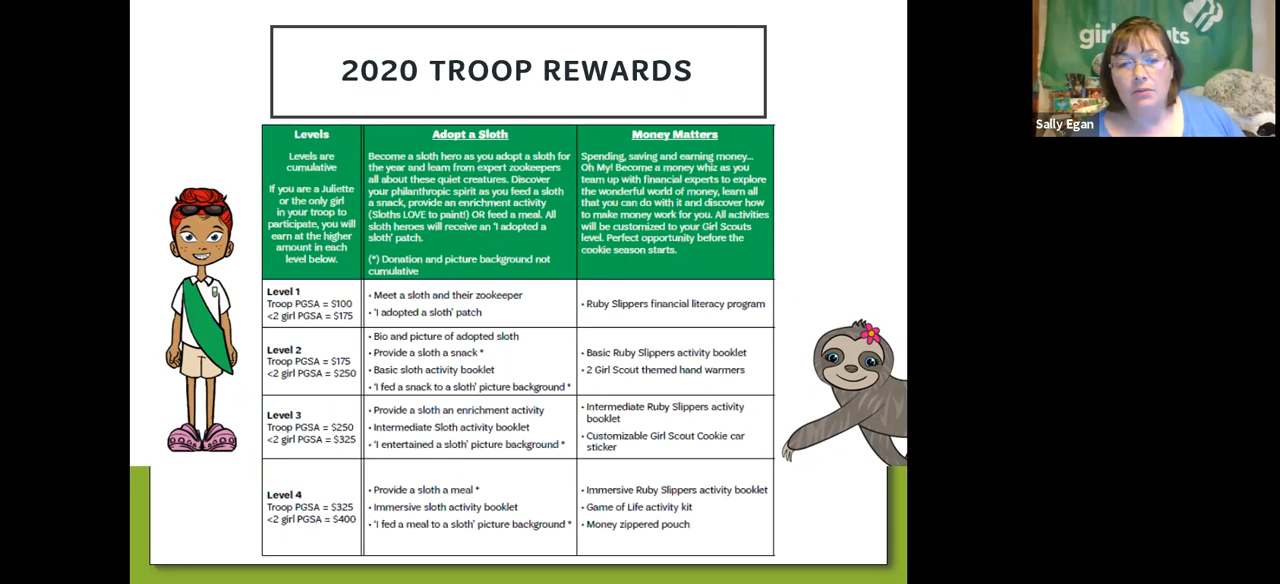 2020 TROOP REWARDS
girl scouts
Sally Egan
Levels
Levels are
cumulative
If you are a Juliette
or the only girl
in your troop to
participate, you will
earn at the higher
amount in each
level below.
Adopt a Sloth
Become a sloth hero as you adopt a sloth for
the year and learn from expert zookeepers
all about these quiet creatures. Discover
your philanthropic spirit as you feed a sloth
a snack, provide an enrichment activity
(Sloths LOVE to paint!) OR feed a meal. All
sloth heroes will receive an 'I adopted a
sloth' patch.
(*) Donation and picture background not
cumulative
Money Matters
Spending, saving and earning money...
Oh My! Become a money whiz as you
team up with financial experts to explore
the wonderful world of money, learn all
that you can do with it and discover how
to make money work for you. All activities
will be customized to your Girl Scouts
level. Perfect opportunity before the
cookie season starts.
Level 1
Troop PGSA = $100
<2 girl PGSA = $175
• Meet a sloth and their zookeeper
• 'I adopted a sloth' patch
• Ruby Slippers financial literacy program
Level 2
Troop PGSA = $175
<2 girl PGSA = $250
• Bio and picture of adopted sloth
• Provide a sloth a snack *
• Basic sloth activity booklet
• 'I fed a snack to a sloth' picture background *
• Basic Ruby Slippers activity booklet
• 2 Girl Scout themed hand warmers
Level 3
Troop PGSA = $250
<2 girl PGSA = $325
• Provide a sloth an enrichment activity
• Intermediate Sloth activity booklet
• 'I entertained a sloth' picture background *
• Intermediate Ruby Slippers activity
booklet
• Customizable Girl Scout Cookie car
sticker
Level 4
Troop PGSA = $325
<2 girl PGSA = $400
• Provide a sloth a meal *
• Immersive sloth activity booklet
• 'I fed a meal to a sloth' picture background *
• Immersive Ruby Slippers activity booklet
• Game of Life activity kit
• Money zippered pouch